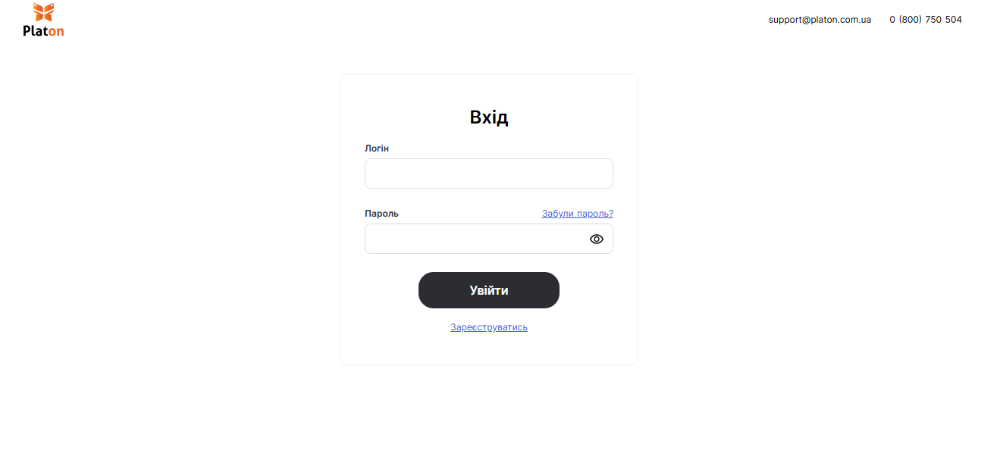 Platon
support@platon.com.ua 0 (800) 750 504
Вхід
Логін
Пароль Забули пароль?
Увійти
Зареєструватись